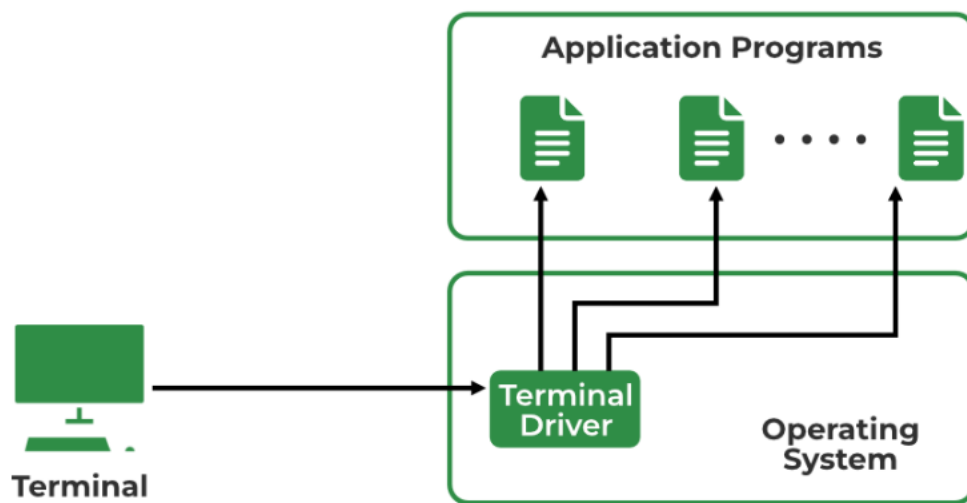 Application Programs
Terminal
Driver
Operating
System
Terminal